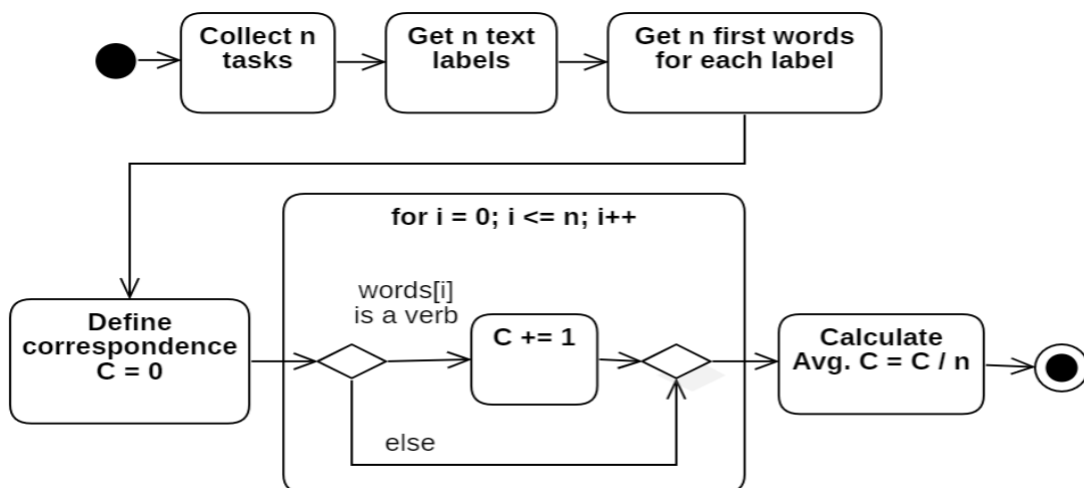 Collect n
tasks
Get n text
labels
Get n first words
for each label
for i = 0; i <= n; i++
Define
correspondence
C = 0
words[i]
is a verb
C += 1
else
Calculate
Avg. C = C / n